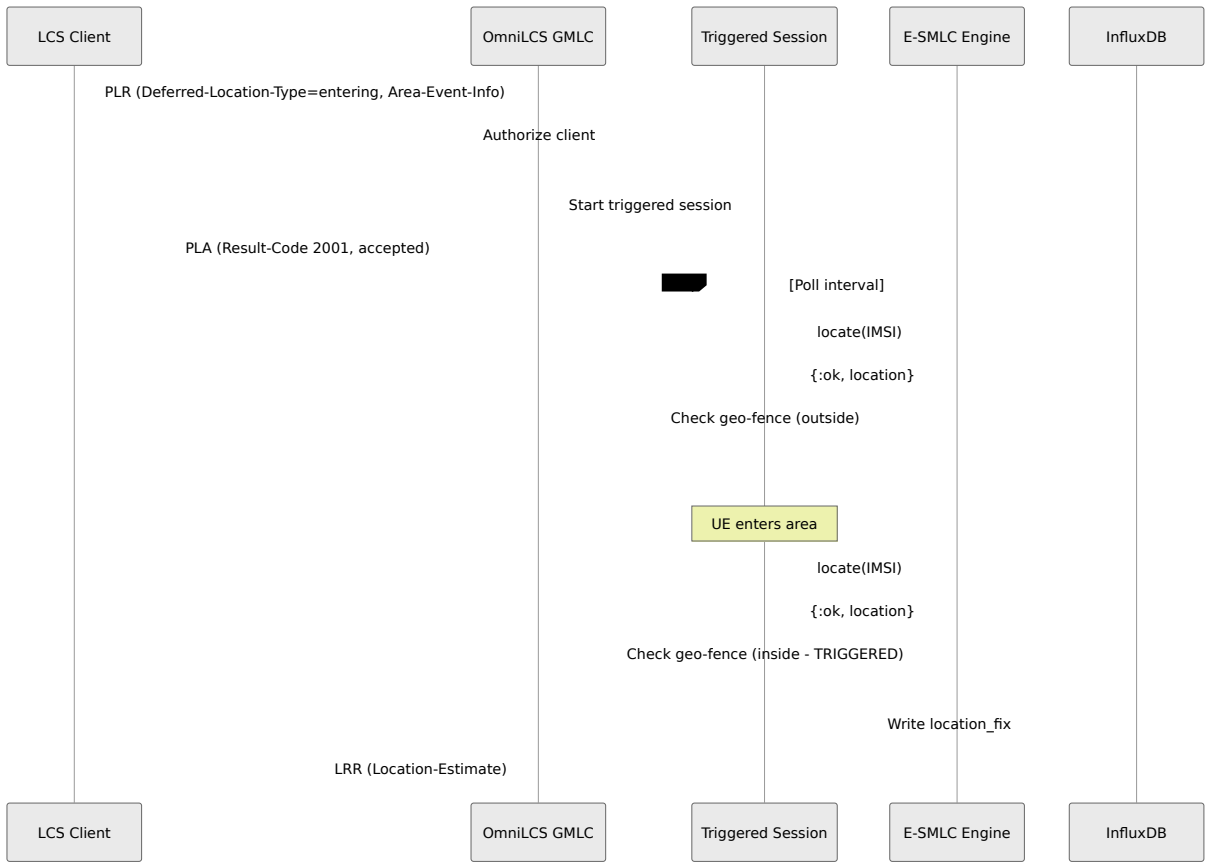 LCS Client
OmniLCS GMLC
Triggered Session
E-SMLC Engine
InfluxDB
PLR (Deferred-Location-Type=entering, Area-Event-Info)
Authorize client
Start triggered session
PLA (Result-Code 2001, accepted)
[Poll interval]
locate(IMSI)
{:ok, location}
Check geo-fence (outside)
UE enters area
locate(IMSI)
{:ok, location}
Check geo-fence (inside - TRIGGERED)
Write location_fix
LRR (Location-Estimate)
LCS Client
OmniLCS GMLC
Triggered Session
E-SMLC Engine
InfluxDB